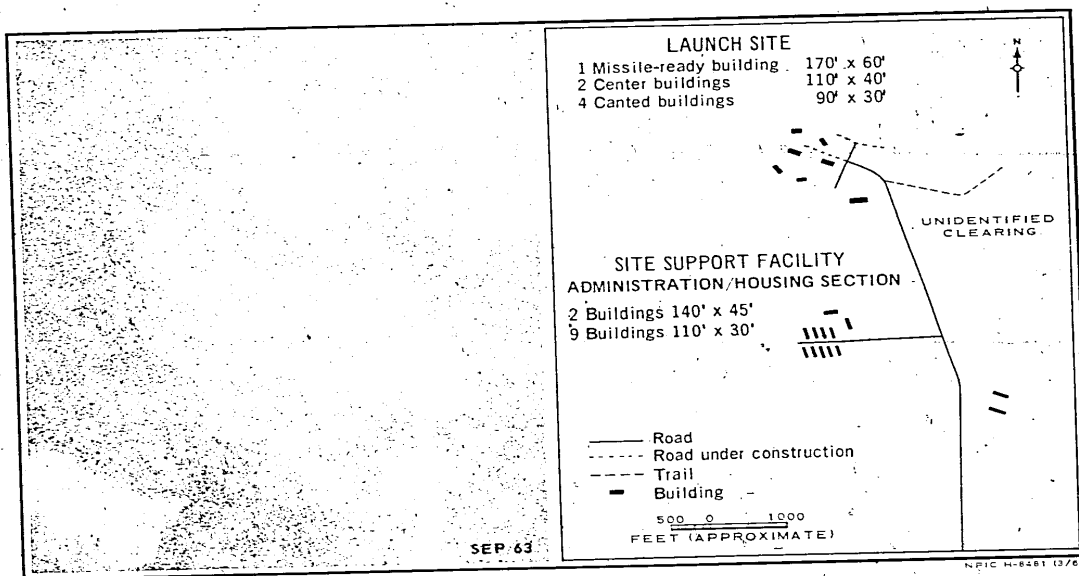 LAUNCH SITE
1 Missile-ready building 170' x 60'
2 Center buildings 110' x 40'
4 Canted buildings 90' x 30'
N
UNIDENTIFIED
CLEARING
SITE SUPPORT FACILITY
ADMINISTRATION/HOUSING SECTION
2 Buildings 140' x 45'
9 Buildings 110' x 30'
Road
Road under construction
Trail
Building
500 0 1000
FEET (APPROXIMATE)
SEP 63
NPIC H-8481 (3/6